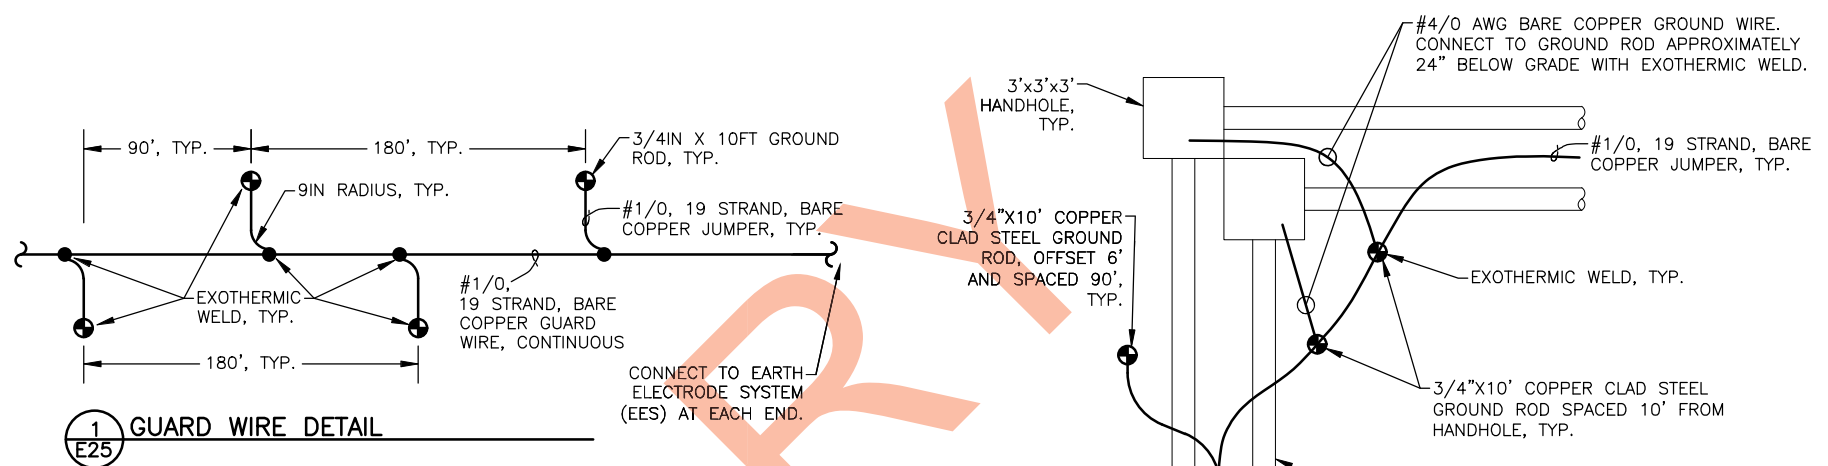 90', TYP.
180', TYP.
3/4IN X 10FT GROUND
ROD, TYP.
9IN RADIUS, TYP.
#1/0, 19 STRAND, BARE
COPPER JUMPER, TYP.
EXOTHERMIC
WELD, TYP.
#1/0,
19 STRAND, BARE
COPPER GUARD
WIRE, CONTINUOUS
180', TYP.
CONNECT TO EARTH
ELECTRODE SYSTEM
(EES) AT EACH END.
1
E25
GUARD WIRE DETAIL
#4/0 AWG BARE COPPER GROUND WIRE.
CONNECT TO GROUND ROD APPROXIMATELY
24" BELOW GRADE WITH EXOTHERMIC WELD.
3'x3'x3'
HANDHOLE,
TYP.
#1/0, 19 STRAND, BARE
COPPER JUMPER, TYP.
3/4"X10' COPPER
CLAD STEEL GROUND
ROD, OFFSET 6'
AND SPACED 90',
TYP.
EXOTHERMIC WELD, TYP.
3/4"X10' COPPER CLAD STEEL
GROUND ROD SPACED 10' FROM
HANDHOLE, TYP.
R Y